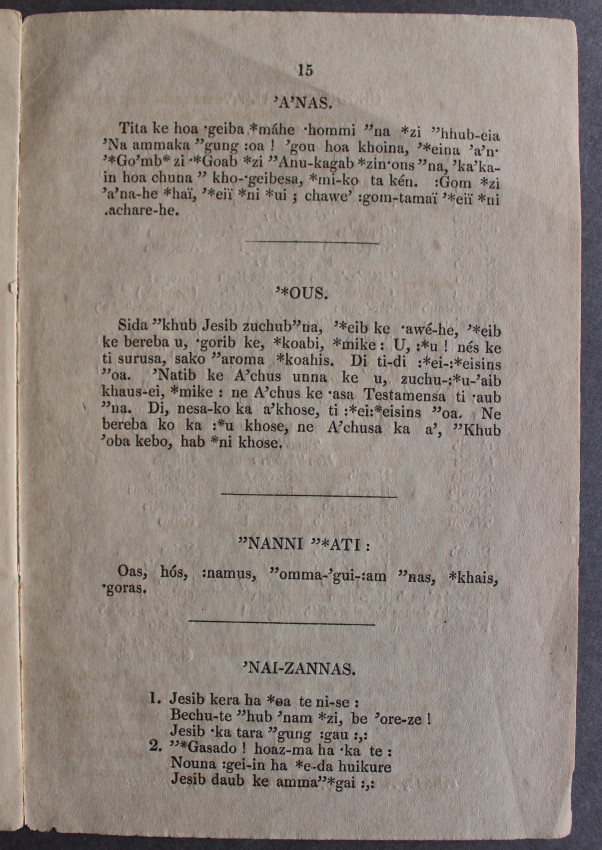 15
’A’NAS.
Tita ke hoa ·geiba *máhe ·hommi ”na *zi ”hhub-eia
’Na ammaka ”gung :oa ! ’gou hoa khoina, ’*eina ’a’n·
’*Go’mb* zi ·*Goab *zi ”Anu-kagab *zin·ons ”na, ’ka’ka-
in hoa chuna ” kho-·geibesa, *mi-ko ta kén. :Gom *zi
’a’na-he *haï, ’*eiï *ni *ui ; chawe’ :gom-tamaï ’*eiï *ni
.achare-he.
’*OUS.
Sida ”khub Jesib zuchub”na, ’*eib ke ·awé-he, ’*eib
ke bereba u, ·gorib ke, *koabi, *mike : U, :*u ! nés ke
ti surusa, sako ”aroma *koahis. Di ti-di :*ei-:*eisins
”oa. ’Natib ke A’chus unna ke u, zuchu-:*u-’aib
khaus-ei, *mike : ne A’chus ke ·asa Testamensa ti ·aub
”na. Di, nesa-ko ka a’khose, ti :*ei:*eisins ”oa. Ne
bereba ko ka :*u khose, ne A’chusa ka a’, ”Khub
’oba kebo, hab *ni khose.
”NANNI ”*ATI :
Oas, hós, :namus, ”omma-’gui-:am ”nas, *khais,
·goras.
’NAI-ZANNAS.
1. Jesib kera ha *oa te ni-se :
Bechu-te ”hub ’nam *zi, be ’ore-ze !
Jesib ·ka tara ”gung :gau :,:
2. ”*Gasado ! hoaz-ma ha ·ka te :
Nouna :gei-in ha *e-da huikure
Jesib daub ke amma”*gai :,: